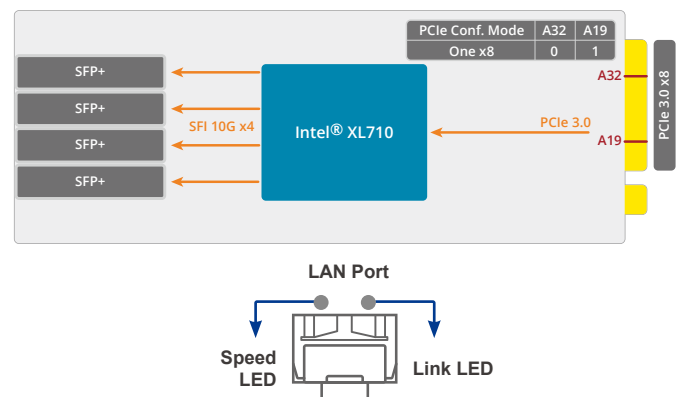 PCIe Conf. Mode A32 A19
One x8 0 1
SFP+
SFP+
SFP+
SFP+
SFI 10G x4
Intel® XL710
PCIe 3.0
A32
A19
PCIe 3.0 x8
LAN Port
Speed
LED
Link LED